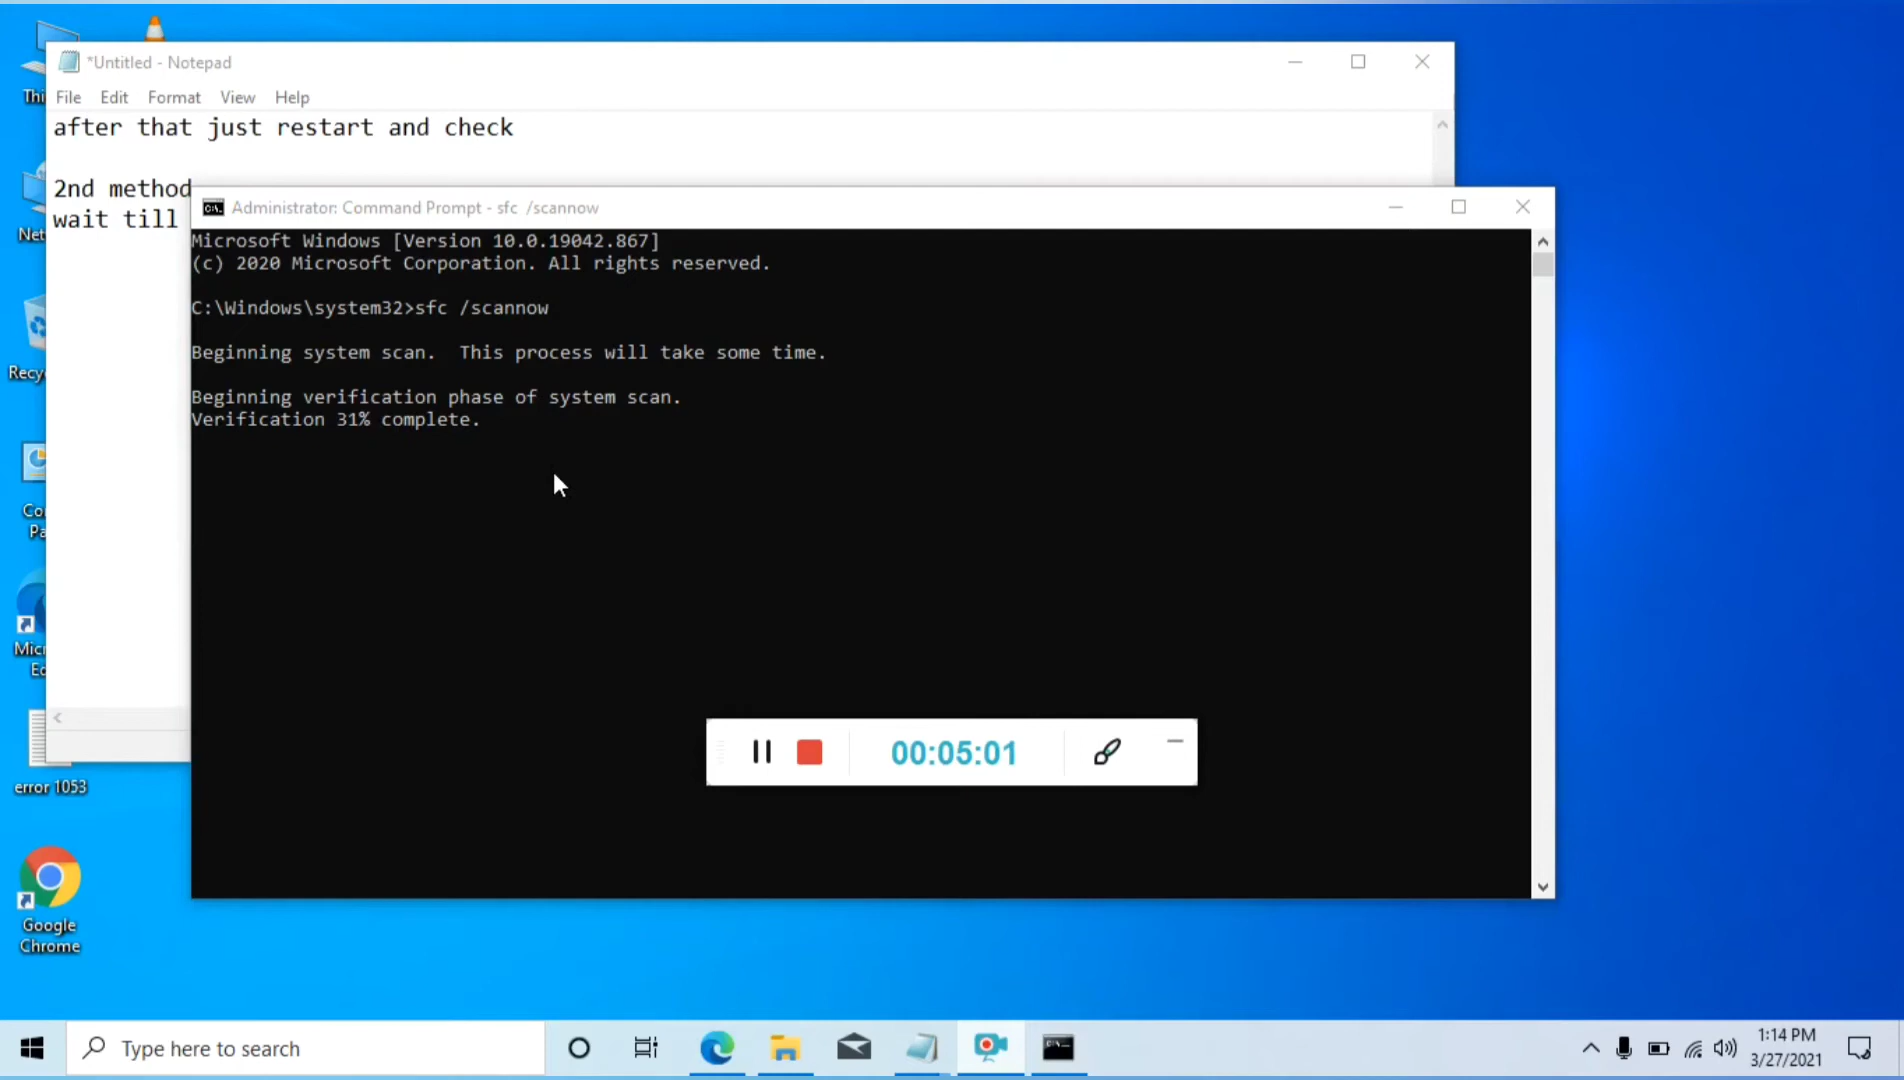 *Untitled - Notepad
File Edit Format View Help
after that just restart and check
2nd method
wait till
Administrator: Command Prompt - sfc /scannow
Microsoft Windows [Version 10.0.19042.867]
(c) 2020 Microsoft Corporation. All rights reserved.
C:\Windows\system32>sfc /scannow
Beginning system scan. This process will take some time.
Beginning verification phase of system scan.
Verification 31% complete.
00:05:01
error 1053
Google
Chrome
Type here to search
1:14 PM
3/27/2021